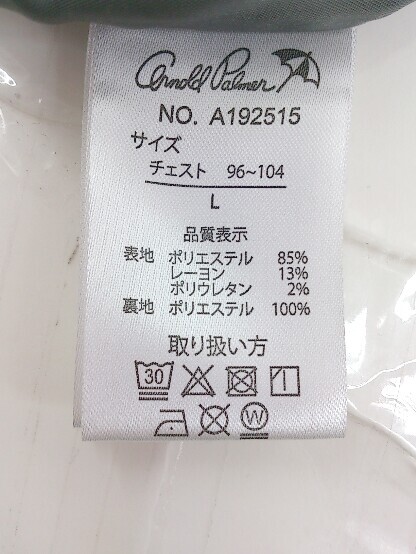 Arnold Palmer
NO. A192515
サイズ
チェスト 96~104
L
品質表示
表地 ポリエステル 85%
レーヨン 13%
ポリウレタン 2%
裏地 ポリエステル 100%
取り扱い方
30
W